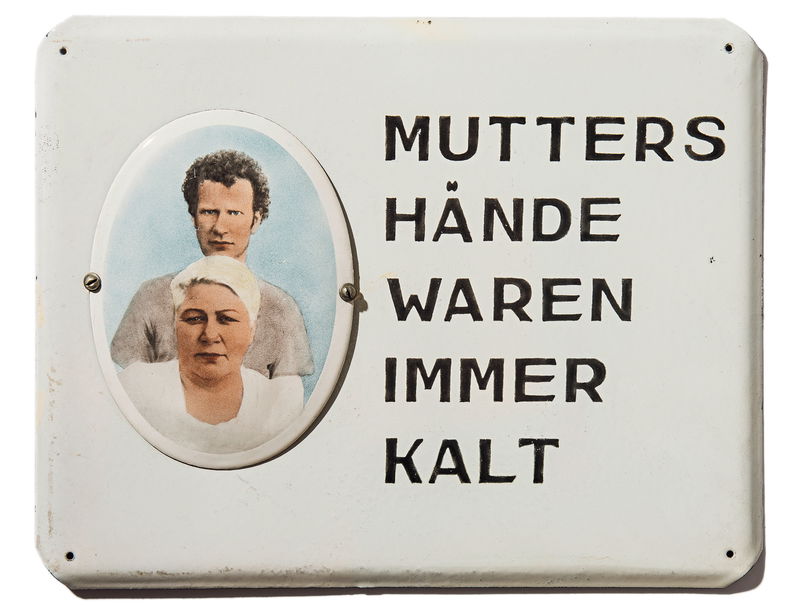 MUTTERS
HÄNDE
WAREN
IMMER
KALT